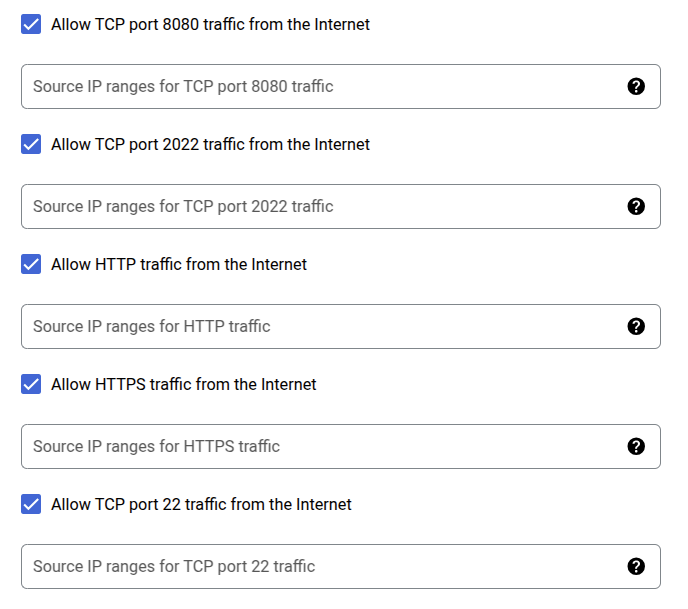 Allow TCP port 8080 traffic from the Internet
Source IP ranges for TCP port 8080 traffic
Allow TCP port 2022 traffic from the Internet
Source IP ranges for TCP port 2022 traffic
Allow HTTP traffic from the Internet
Source IP ranges for HTTP traffic
Allow HTTPS traffic from the Internet
Source IP ranges for HTTPS traffic
Allow TCP port 22 traffic from the Internet
Source IP ranges for TCP port 22 traffic